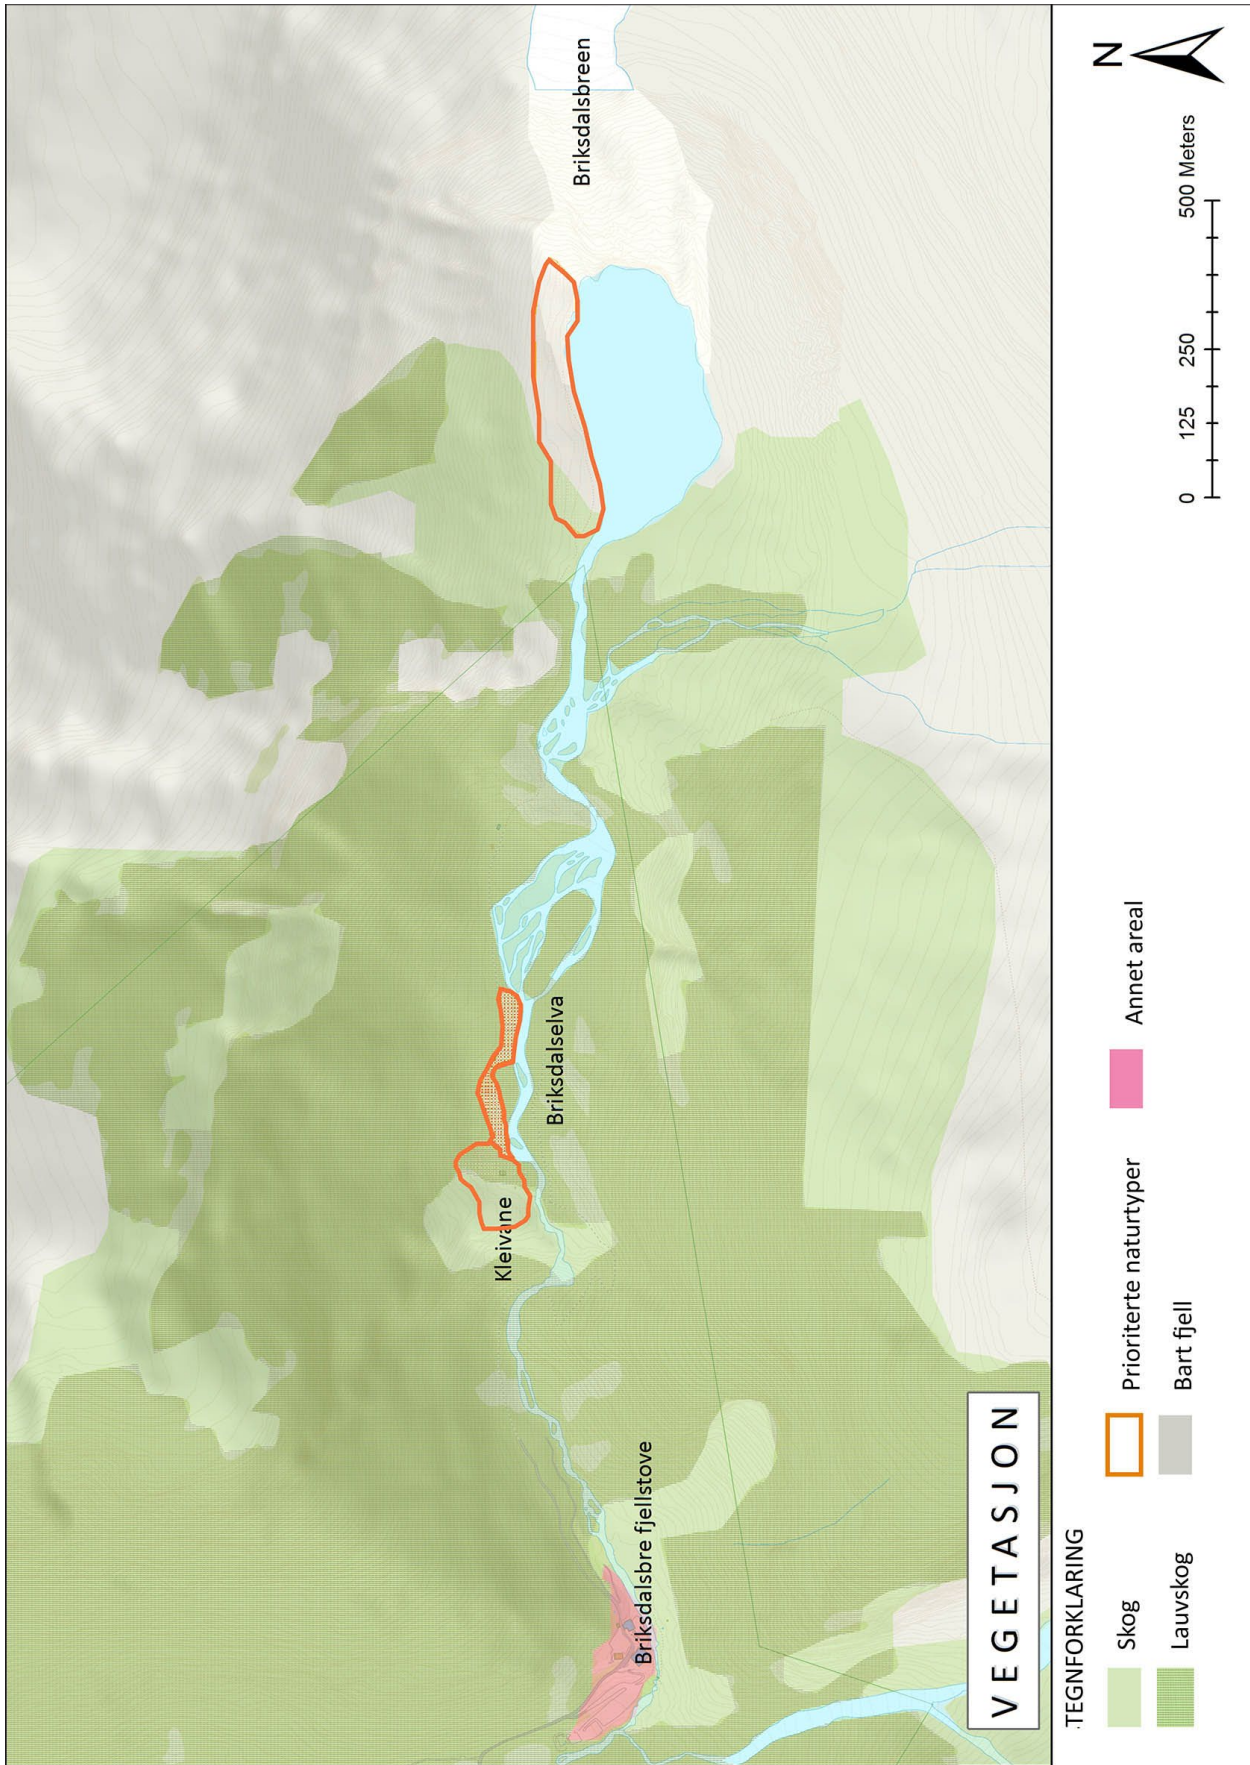 Briksdalsbreen
Kleivane
Briksdalselva
Briksdalsbre fjellstove
VEGETASJON
TEGNFORKLARING
Skog
Prioriterte naturtyper
Annet areal
Lauvskog
Bart fjell
0 125 250 500 Meters
N